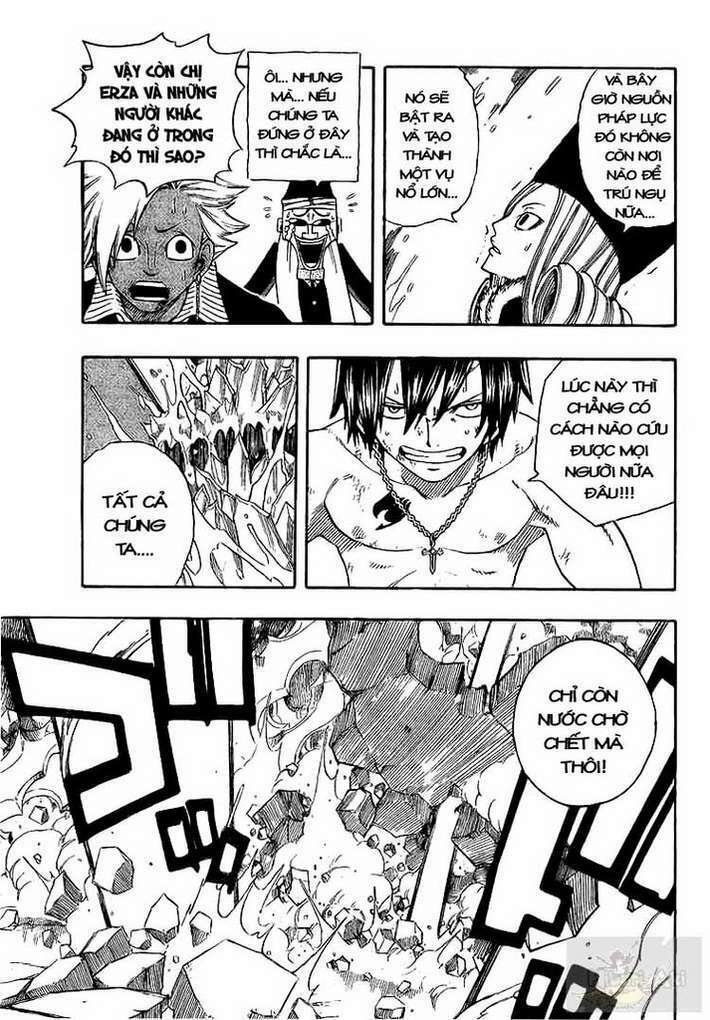 VÀ BÂY
GIỜ NGUỒN
PHÁP LỰC
ĐÓ KHÔNG
CÒN NƠI
NÀO ĐỂ
TRÚ NGỤ
NỮA...
NÓ SẼ
BẬT RA
VÀ TẠO
THÀNH
MỘT VỤ
NỔ LỚN...
ÔI... NHƯNG
MÀ... NẾU
CHÚNG TA
ĐỨNG Ở ĐÂY
THÌ CHẮC LÀ...
VẬY CÒN CHỊ
ERZA VÀ NHỮNG
NGƯỜI KHÁC
ĐANG Ở TRONG
ĐÓ THÌ SAO?
LÚC NÀY THÌ
CHẲNG CÓ
CÁCH NÀO CỨU
ĐƯỢC MỌI
NGƯỜI NỮA
ĐÂU!!!
TẤT CẢ
CHÚNG
TA....
CHỈ CÒN
NƯỚC CHỜ
CHẾT MÀ
THÔI!
ゴゴ